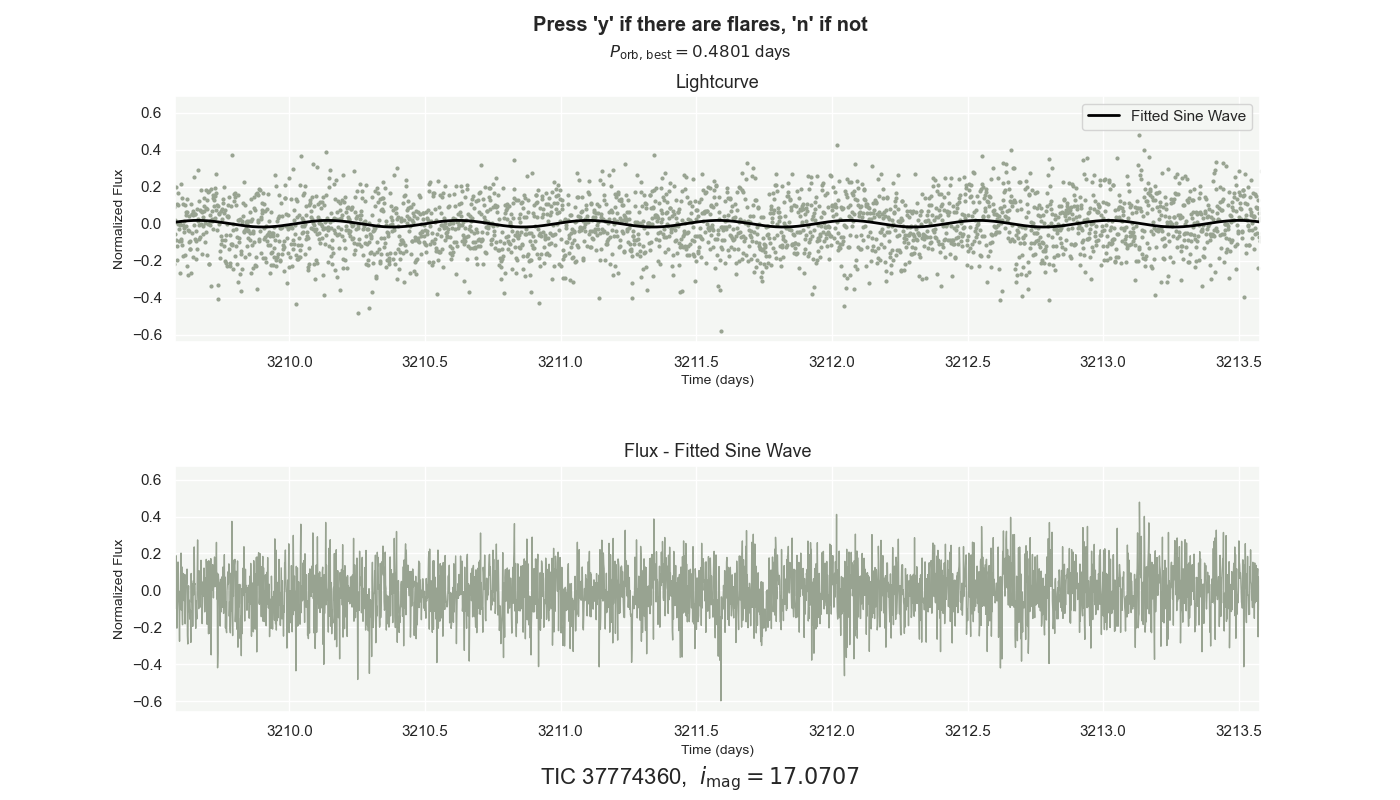 Press 'y' if there are flares, 'n' if not
P_orb, best = 0.4801 days
Lightcurve
Fitted Sine Wave
Normalized Flux
0.6
0.4
0.2
0.0
−0.2
−0.4
−0.6
3210.0 3210.5 3211.0 3211.5 3212.0 3212.5 3213.0 3213.5
Time (days)
Flux - Fitted Sine Wave
Normalized Flux
0.6
0.4
0.2
0.0
−0.2
−0.4
−0.6
3210.0 3210.5 3211.0 3211.5 3212.0 3212.5 3213.0 3213.5
Time (days)
TIC 37774360, i_mag = 17.0707